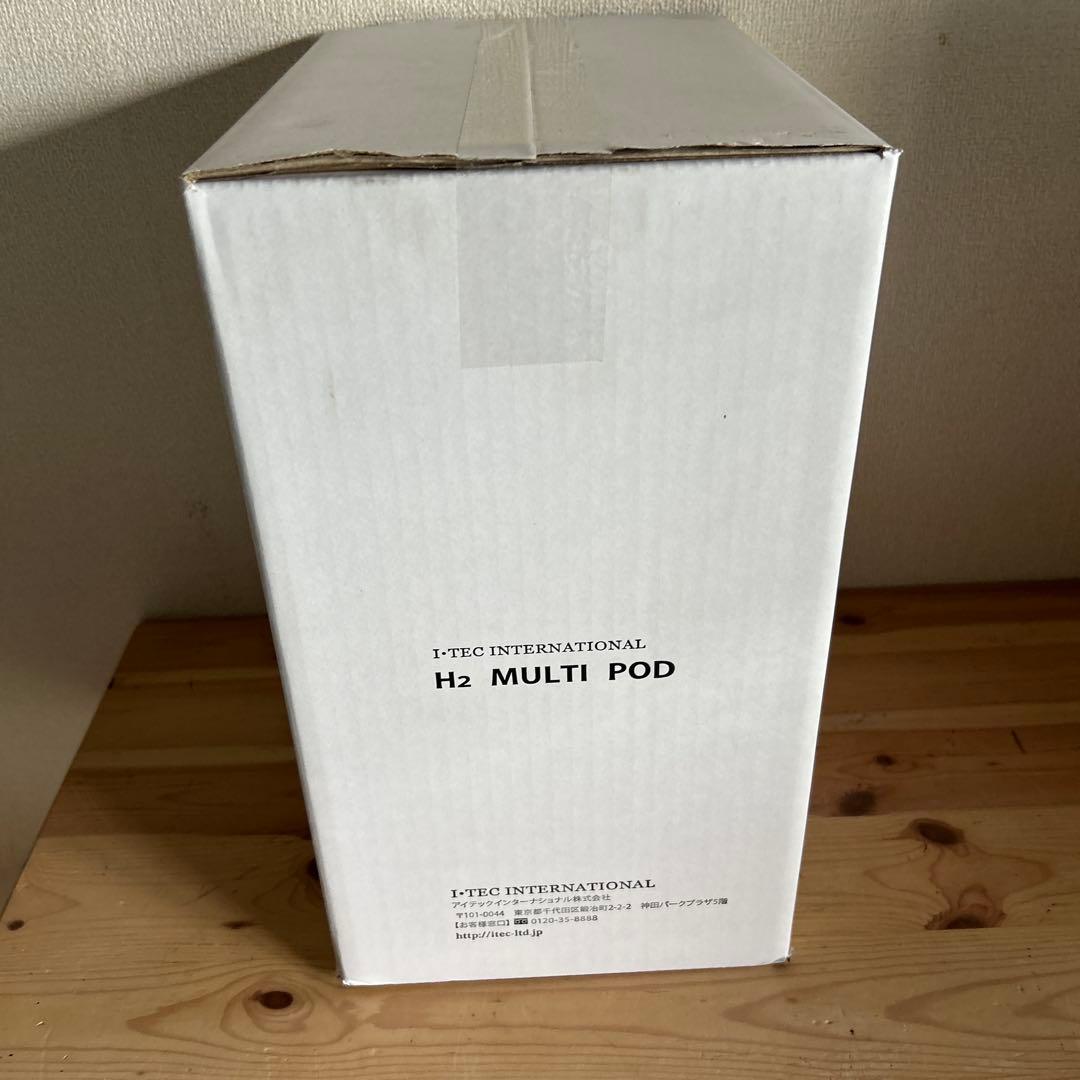 I・TEC INTERNATIONAL
H2 MULTI POD
I・TEC INTERNATIONAL
アイテックインターナショナル株式会社
〒101-0044 東京都千代田区鍛冶町2-2-2 神田パークプラザ5階
【お客様窓口】 0120-35-8888
http://itec-ltd.jp